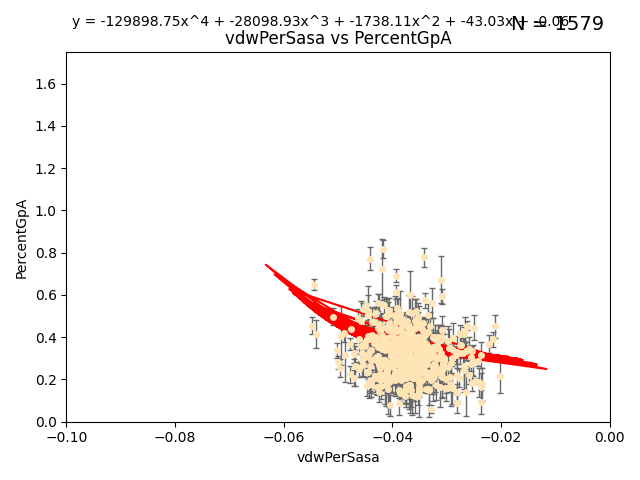 y = -129898.75x^4 + -28098.93x^3 + -1738.11x^2 + -43.03x + -0.06
N = 1579
vdwPerSasa vs PercentGpA
1.6
1.4
1.2
1.0
0.8
0.6
0.4
0.2
0.0
PercentGpA
−0.10 −0.08 −0.06 −0.04 −0.02 0.00
vdwPerSasa